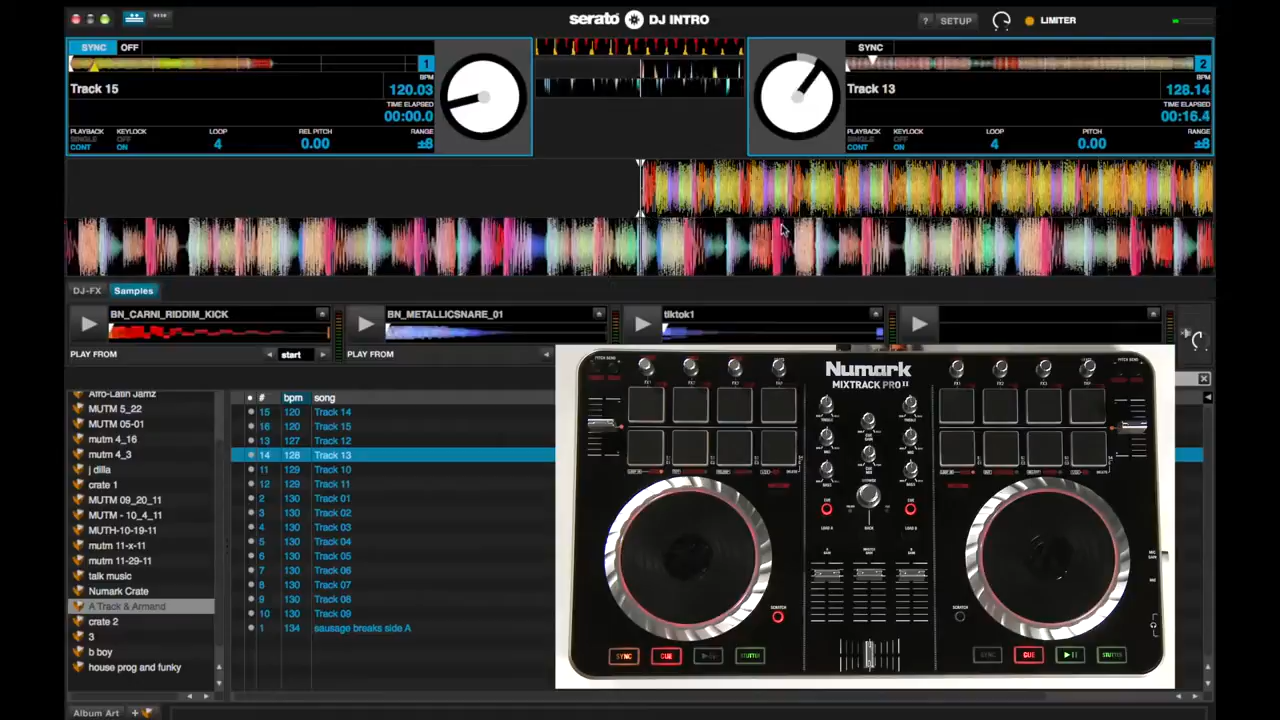 serato DJ INTRO
? SETUP
LIMITER
SYNC OFF
1
BPM
Track 15
120.03
TIME ELAPSED
00:00.0
PLAYBACK KEYLOCK LOOP REL PITCH RANGE
SINGLE OFF
CONT ON 4 0.00 ±8
SYNC
2
BPM
Track 13
128.14
TIME ELAPSED
00:16.4
PLAYBACK KEYLOCK LOOP PITCH RANGE
SINGLE OFF
CONT ON 4 0.00 ±8
DJ-FX Samples
BN_CARNI_RIDDIM_KICK
BN_METALLICSNARE_01
tiktok1
PLAY FROM start
PLAY FROM
Afro-Latin Jamz
MUTM 5_22
MUTM 05-01
mutm 4_16
mutm 4_3
j dilla
crate 1
MUTM 09_20_11
MUTM - 10_4_11
MUTH-10-19-11
mutm 11-x-11
mutm 11-29-11
talk music
Numark Crate
A Track & Armand
crate 2
3
b boy
house prog and funky
# bpm song
15 120 Track 14
16 120 Track 15
13 127 Track 12
14 128 Track 13
11 129 Track 10
12 129 Track 11
2 130 Track 01
3 130 Track 02
4 130 Track 03
5 130 Track 04
6 130 Track 05
7 130 Track 06
8 130 Track 07
9 130 Track 08
10 130 Track 09
1 134 sausage breaks side A
Numark
MIXTRACK PRO II
SCRATCH
SCRATCH
SYNC CUE STUTTER
SYNC CUE STUTTER
Album Art